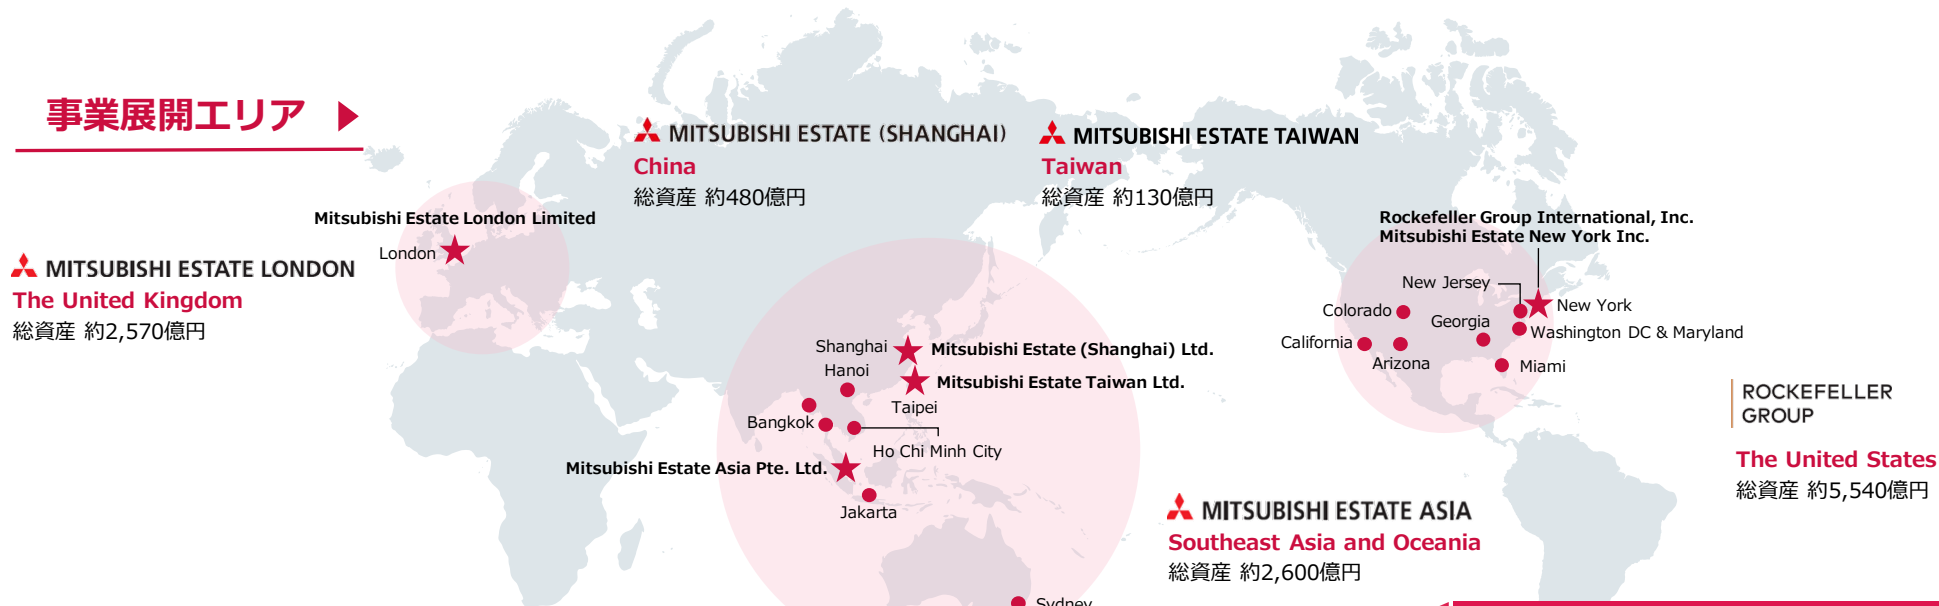 事業展開エリア
MITSUBISHI ESTATE (SHANGHAI)
China
総資産 約480億円
MITSUBISHI ESTATE TAIWAN
Taiwan
総資産 約130億円
Mitsubishi Estate London Limited
London
MITSUBISHI ESTATE LONDON
The United Kingdom
総資産 約2,570億円
Rockefeller Group International, Inc.
Mitsubishi Estate New York Inc.
New Jersey
New York
Colorado
Georgia
Washington DC & Maryland
California
Arizona
Miami
Shanghai
Mitsubishi Estate (Shanghai) Ltd.
Hanoi
Mitsubishi Estate Taiwan Ltd.
Taipei
Bangkok
Ho Chi Minh City
Mitsubishi Estate Asia Pte. Ltd.
Jakarta
ROCKEFELLER
GROUP
The United States
総資産 約5,540億円
MITSUBISHI ESTATE ASIA
Southeast Asia and Oceania
総資産 約2,600億円
Sydney